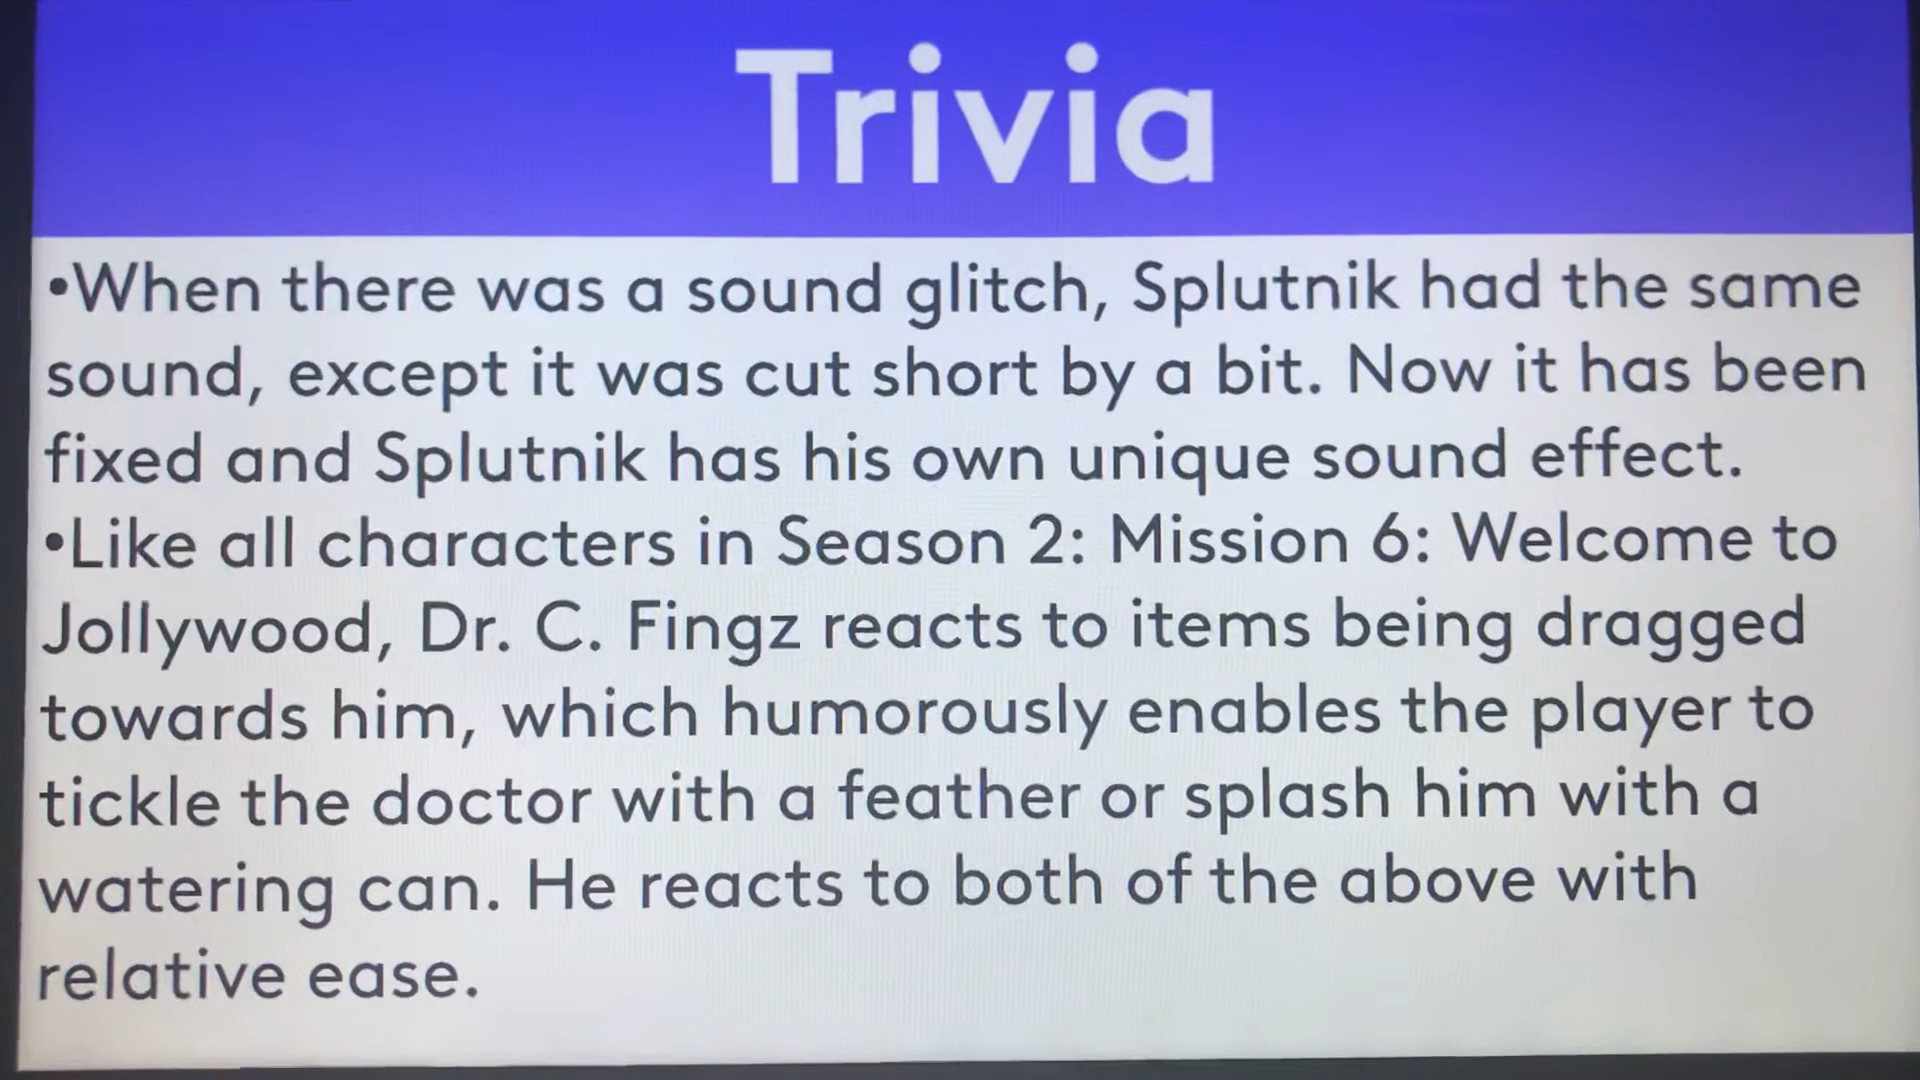 Trivia
•When there was a sound glitch, Splutnik had the same
sound, except it was cut short by a bit. Now it has been
fixed and Splutnik has his own unique sound effect.
•Like all characters in Season 2: Mission 6: Welcome to
Jollywood, Dr. C. Fingz reacts to items being dragged
towards him, which humorously enables the player to
tickle the doctor with a feather or splash him with a
watering can. He reacts to both of the above with
relative ease.